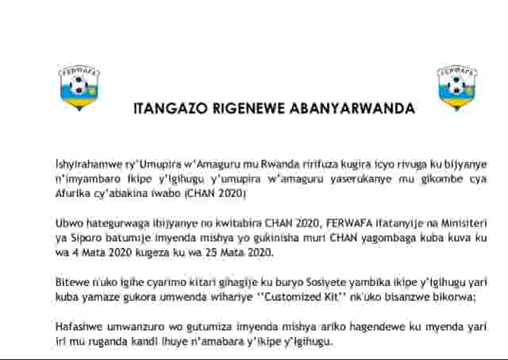 FERWAFA
FERWAFA
ITANGAZO RIGENEWE ABANYARWANDA
Ishyirahamwe ry'Umupira w'Amaguru mu Rwanda ririfuza kugira icyo rivuga ku bijyanye
n'imyambaro ikipe y'igihugu y'umupira w'amaguru yaserukanye mu gikombe cya
Afurika cy'abakina iwabo (CHAN 2020)
Ubwo hategurwaga ibijyanye no kwitabira CHAN 2020, FERWAFA ifatanyije na Minisiteri
ya Siporo batumije imyenda mishya yo gukinisha muri CHAN yagombaga kuba kuva ku
wa 4 Mata 2020 kugeza ku wa 25 Mata 2020.
Bitewe n'uko igihe cyarimo kitari gihagije ku buryo Sosiyete yambika ikipe y'igihugu yari
kuba yamaze gukora umwenda wihariye ''Customized Kit'' nk'uko bisanzwe bikorwa;
Hafashwe umwanzuro wo gutumiza imyenda mishya ariko hagendewe ku myenda yari
iri mu ruganda kandi ihuye n'amabara y'ikipe y'igihugu.